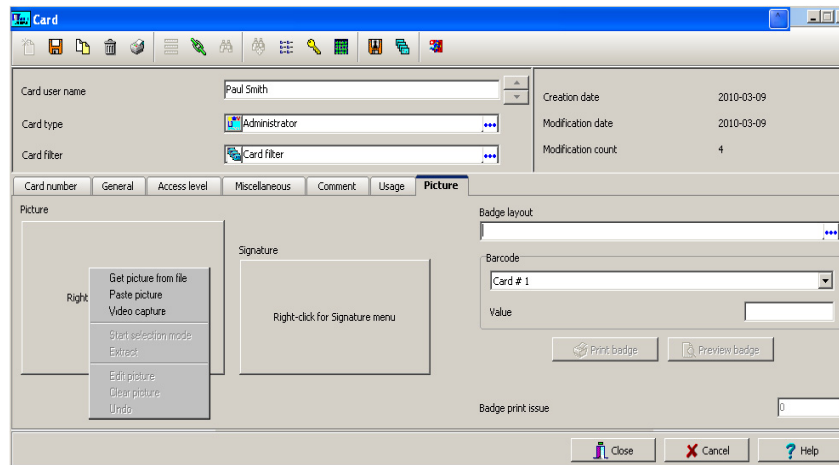 Card
Card user name
Paul Smith
Creation date
2010-03-09
Card type
Administrator
Modification date
2010-03-09
Card filter
Card filter
Modification count
4
Card number
General
Access level
Miscellaneous
Comment
Usage
Picture
Picture
Right
Get picture from file
Paste picture
Video capture
Start selection mode
Extract
Edit picture
Clear picture
Undo
Signature
Right-click for Signature menu
Badge layout
Barcode
Card # 1
Value
Print badge
Preview badge
Badge print issue
0
Close
Cancel
Help